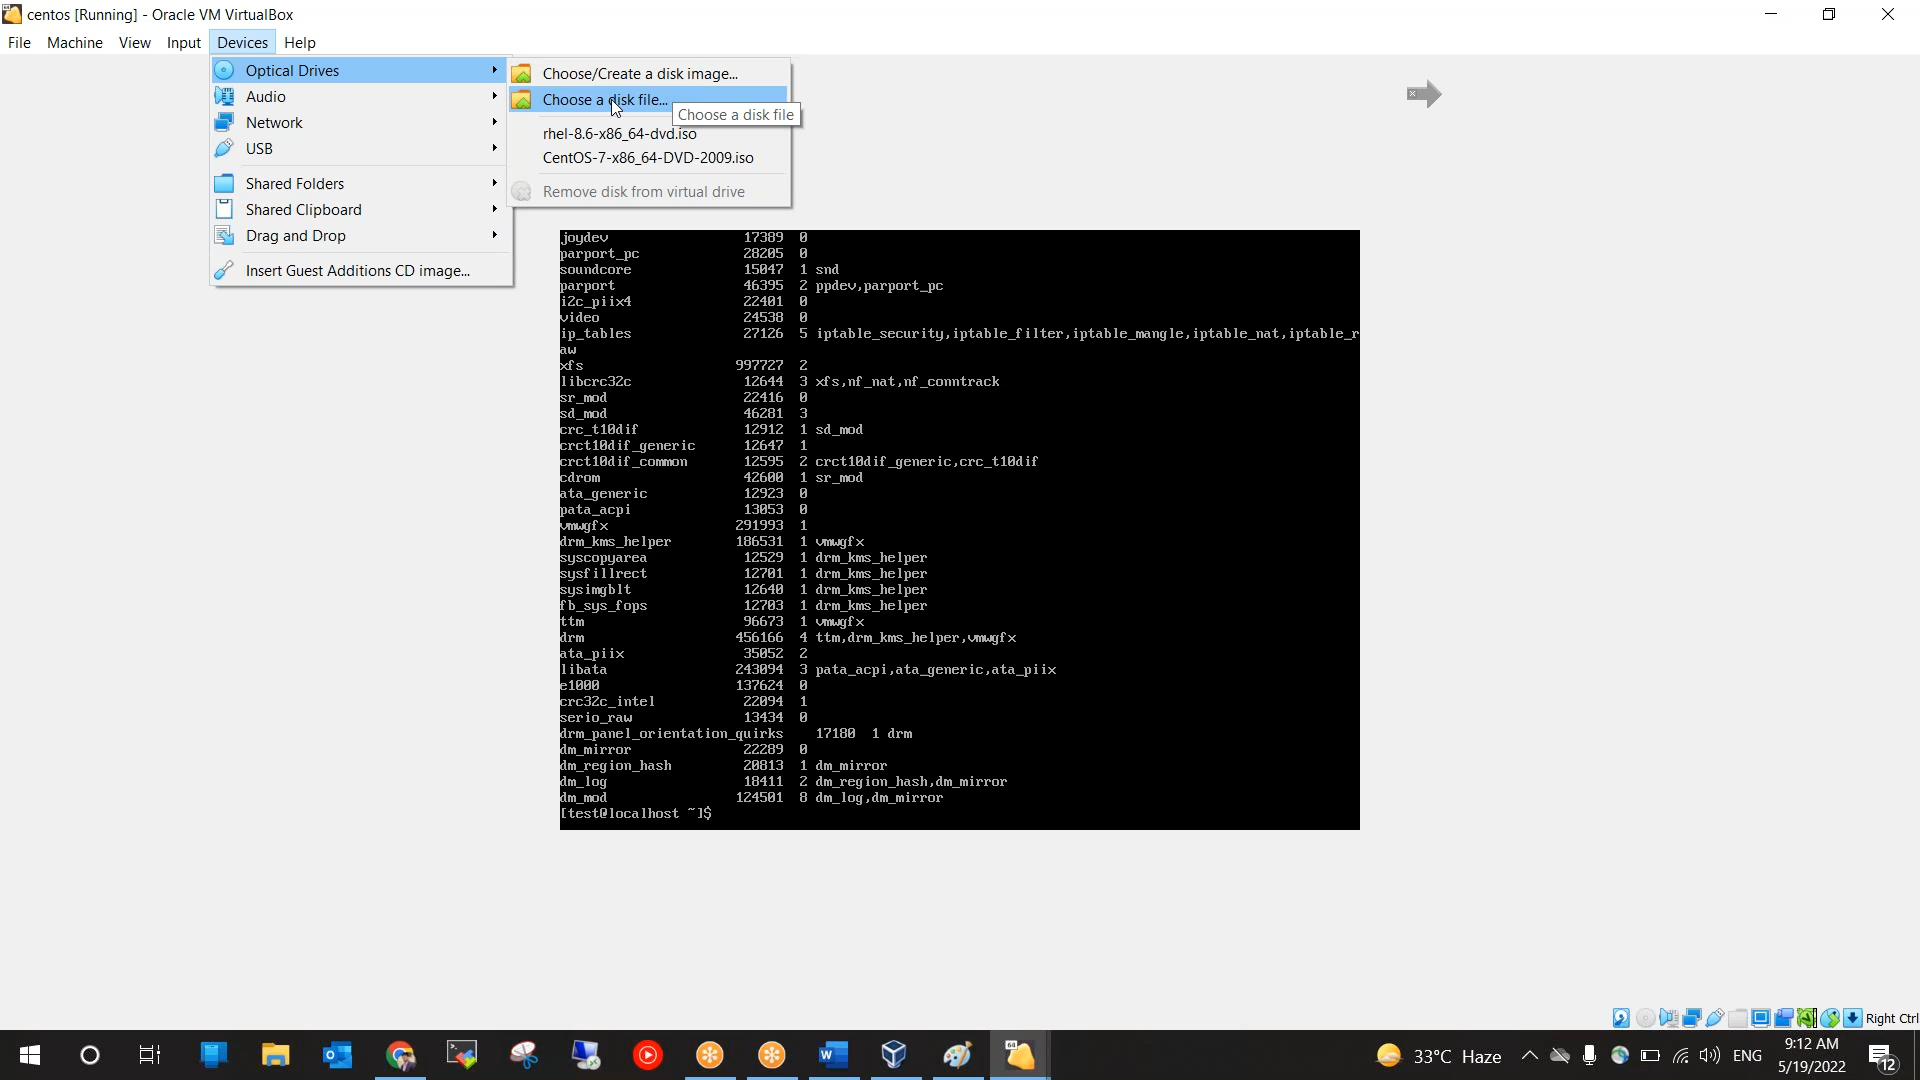 centos [Running] - Oracle VM VirtualBox
File Machine View Input Devices Help
Optical Drives
Audio
Network
USB
Shared Folders
Shared Clipboard
Drag and Drop
Insert Guest Additions CD image...
Choose/Create a disk image...
Choose a disk file...
Choose a disk file
rhel-8.6-x86_64-dvd.iso
CentOS-7-x86_64-DVD-2009.iso
Remove disk from virtual drive
joydev 17389 0
parport_pc 28205 0
soundcore 15047 1 snd
parport 46395 2 ppdev,parport_pc
i2c_piix4 22401 0
video 24538 0
ip_tables 27126 5 iptable_security,iptable_filter,iptable_mangle,iptable_nat,iptable_r
aw
xfs 997727 2
libcrc32c 12644 3 xfs,nf_nat,nf_conntrack
sr_mod 22416 0
sd_mod 46281 3
crc_t10dif 12912 1 sd_mod
crct10dif_generic 12647 1
crct10dif_common 12595 2 crct10dif_generic,crc_t10dif
cdrom 42600 1 sr_mod
ata_generic 12923 0
pata_acpi 13053 0
vmwgfx 291993 1
drm_kms_helper 186531 1 vmwgfx
syscopyarea 12529 1 drm_kms_helper
sysfillrect 12701 1 drm_kms_helper
sysimgblt 12640 1 drm_kms_helper
fb_sys_fops 12703 1 drm_kms_helper
ttm 96673 1 vmwgfx
drm 456166 4 ttm,drm_kms_helper,vmwgfx
ata_piix 35052 2
libata 243094 3 pata_acpi,ata_generic,ata_piix
e1000 137624 0
crc32c_intel 22094 1
serio_raw 13434 0
drm_panel_orientation_quirks 17180 1 drm
dm_mirror 22289 0
dm_region_hash 20813 1 dm_mirror
dm_log 18411 2 dm_region_hash,dm_mirror
dm_mod 124501 8 dm_log,dm_mirror
[test@localhost ~]$
Right Ctrl
33°C Haze
ENG
9:12 AM
5/19/2022
12